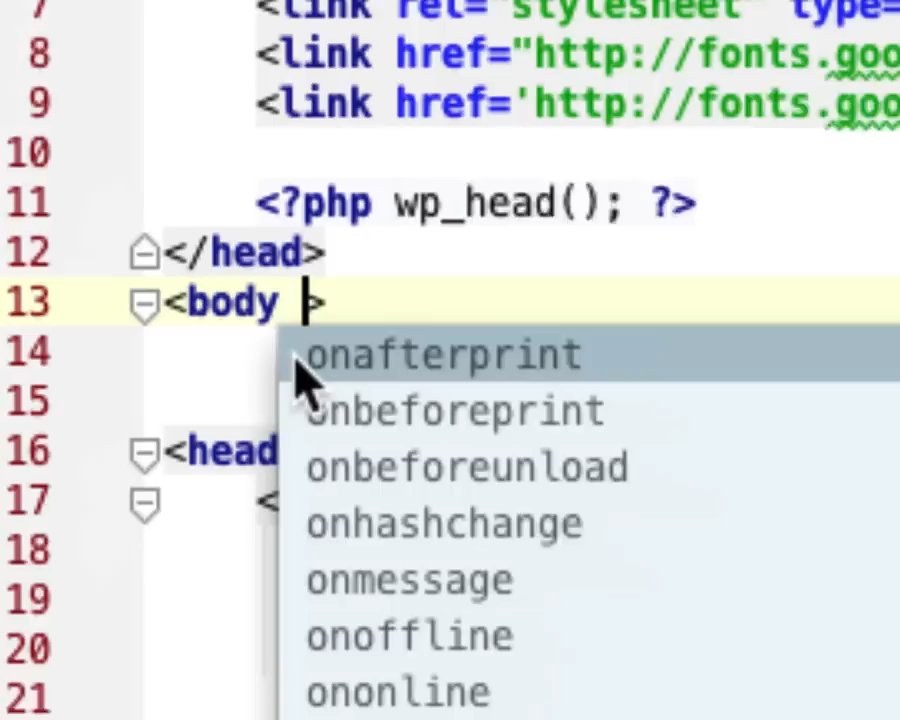 7 <link rel="stylesheet" type=
8 <link href="http://fonts.goo
9 <link href='http://fonts.goo
10
11 <?php wp_head(); ?>
12 </head>
13 <body >
14 onafterprint
15 onbeforeprint
16 <head onbeforeunload
17 < onhashchange
18 onmessage
19 onoffline
20 ononline
21